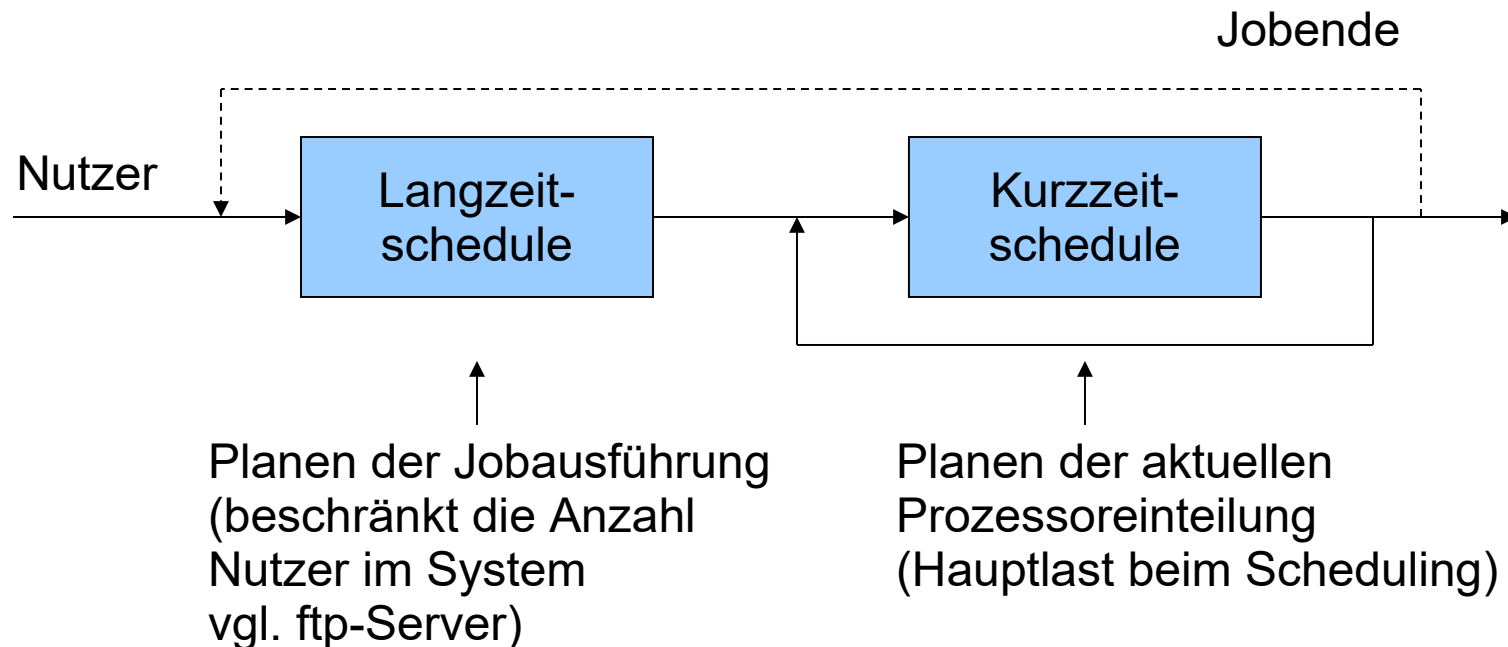 Jobende
Nutzer
Langzeit-
schedule
Kurzzeit-
schedule
Planen der Jobausführung
(beschränkt die Anzahl
Nutzer im System
vgl. ftp-Server)
Planen der aktuellen
Prozessoreinteilung
(Hauptlast beim Scheduling)